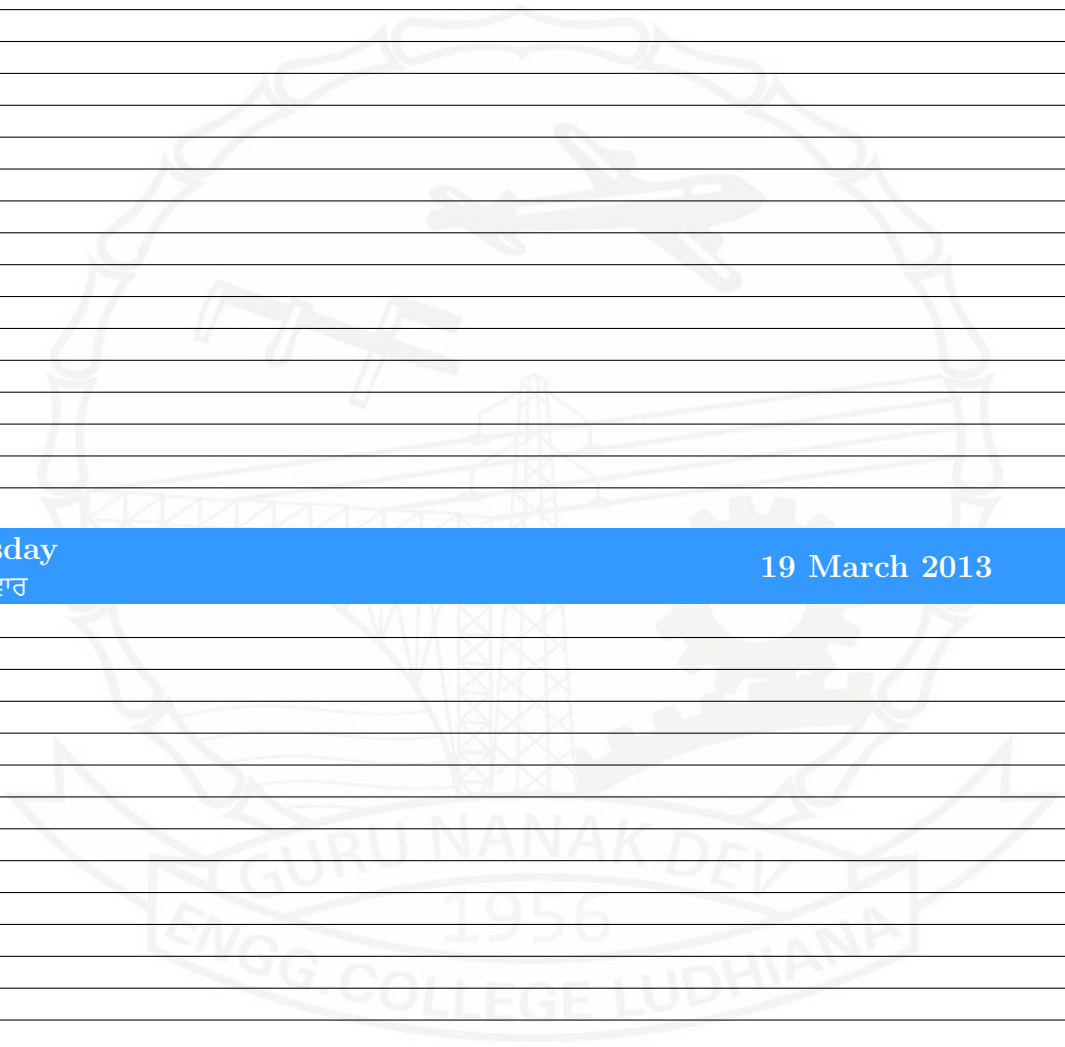 sday
ਵਾਰ
19 March 2013
GURU NANAK DEV
1956
ENGG. COLLEGE LUDHIANA